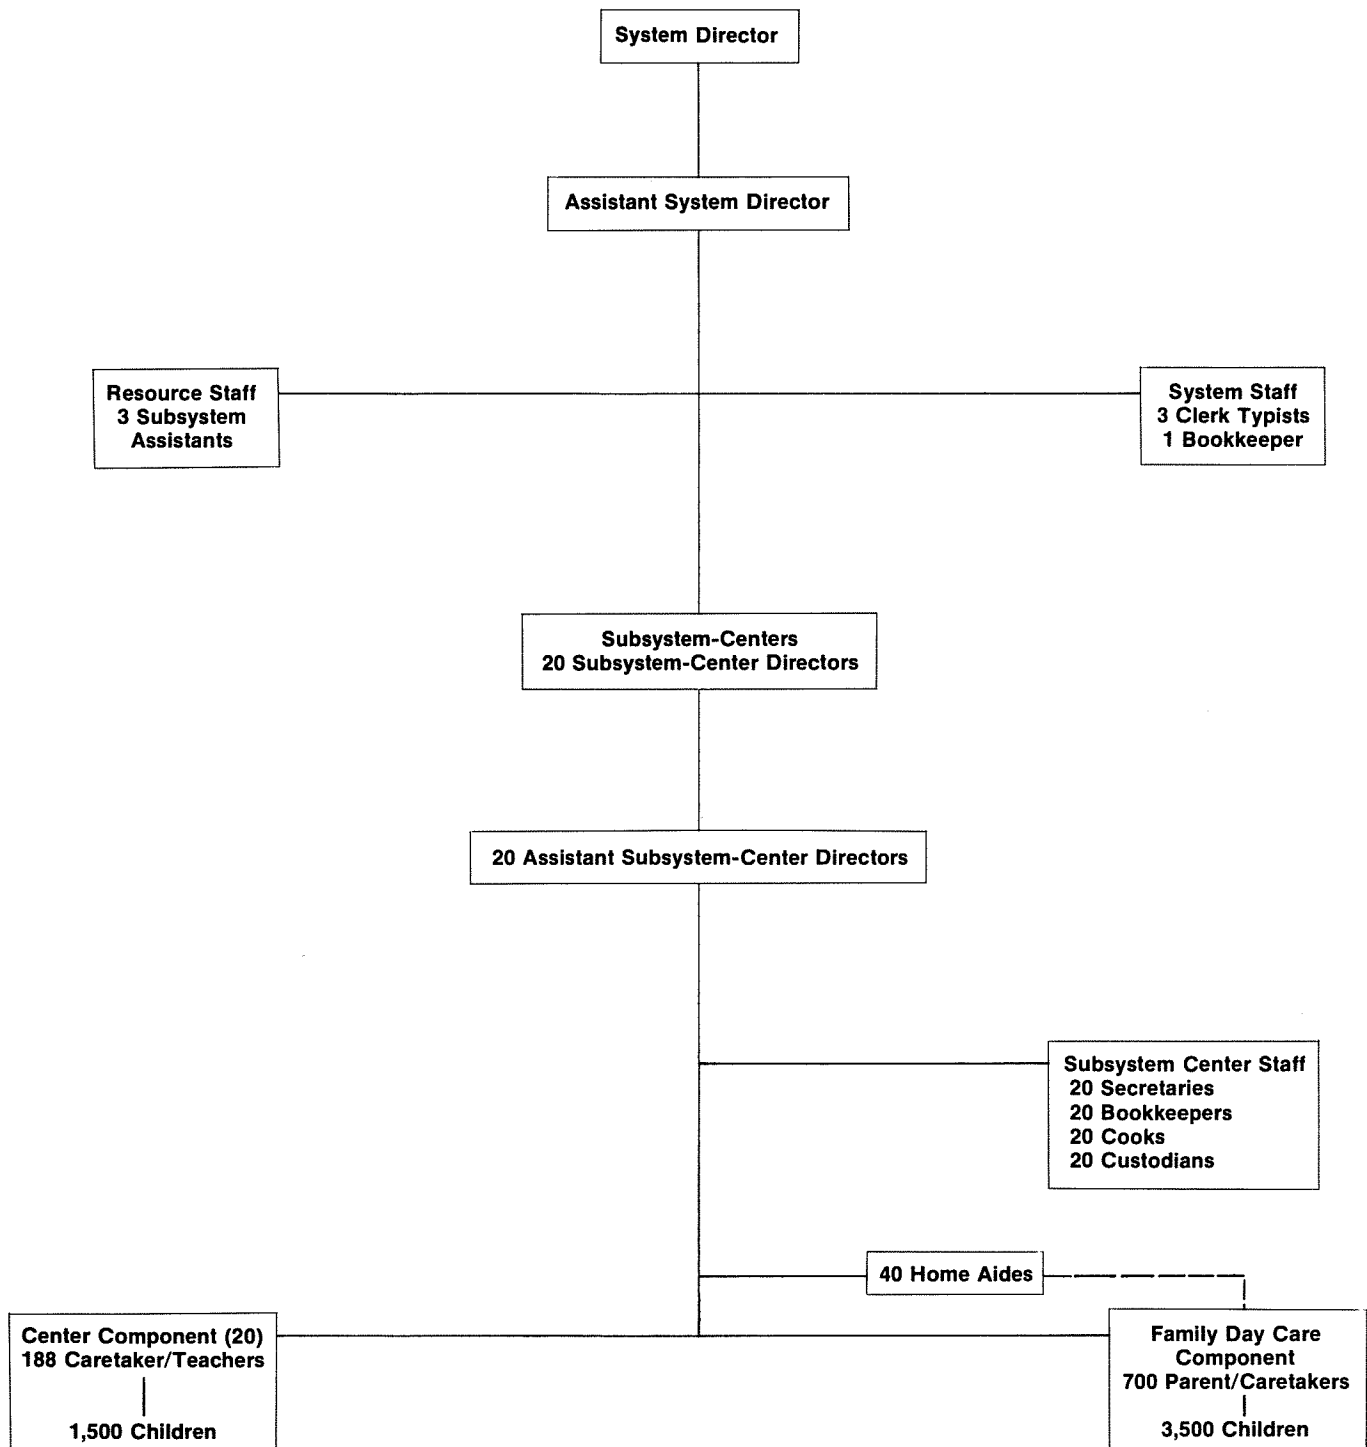 System Director
Assistant System Director
Resource Staff
3 Subsystem
Assistants
System Staff
3 Clerk Typists
1 Bookkeeper
Subsystem-Centers
20 Subsystem-Center Directors
20 Assistant Subsystem-Center Directors
Subsystem Center Staff
20 Secretaries
20 Bookkeepers
20 Cooks
20 Custodians
40 Home Aides
Center Component (20)
188 Caretaker/Teachers
1,500 Children
Family Day Care
Component
700 Parent/Caretakers
3,500 Children